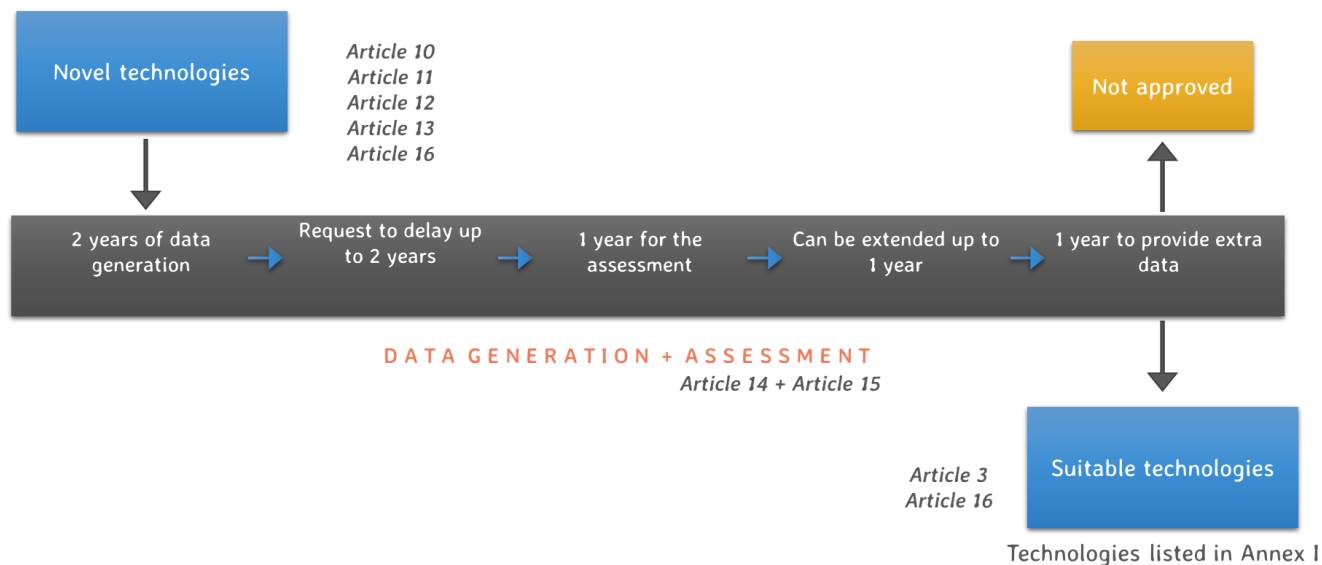 Novel technologies
Article 10
Article 11
Article 12
Article 13
Article 16
Not approved
2 years of data
generation
Request to delay up
to 2 years
1 year for the
assessment
Can be extended up to
1 year
1 year to provide extra
data
DATA GENERATION + ASSESSMENT
Article 14 + Article 15
Article 3
Article 16
Suitable technologies
Technologies listed in Annex I